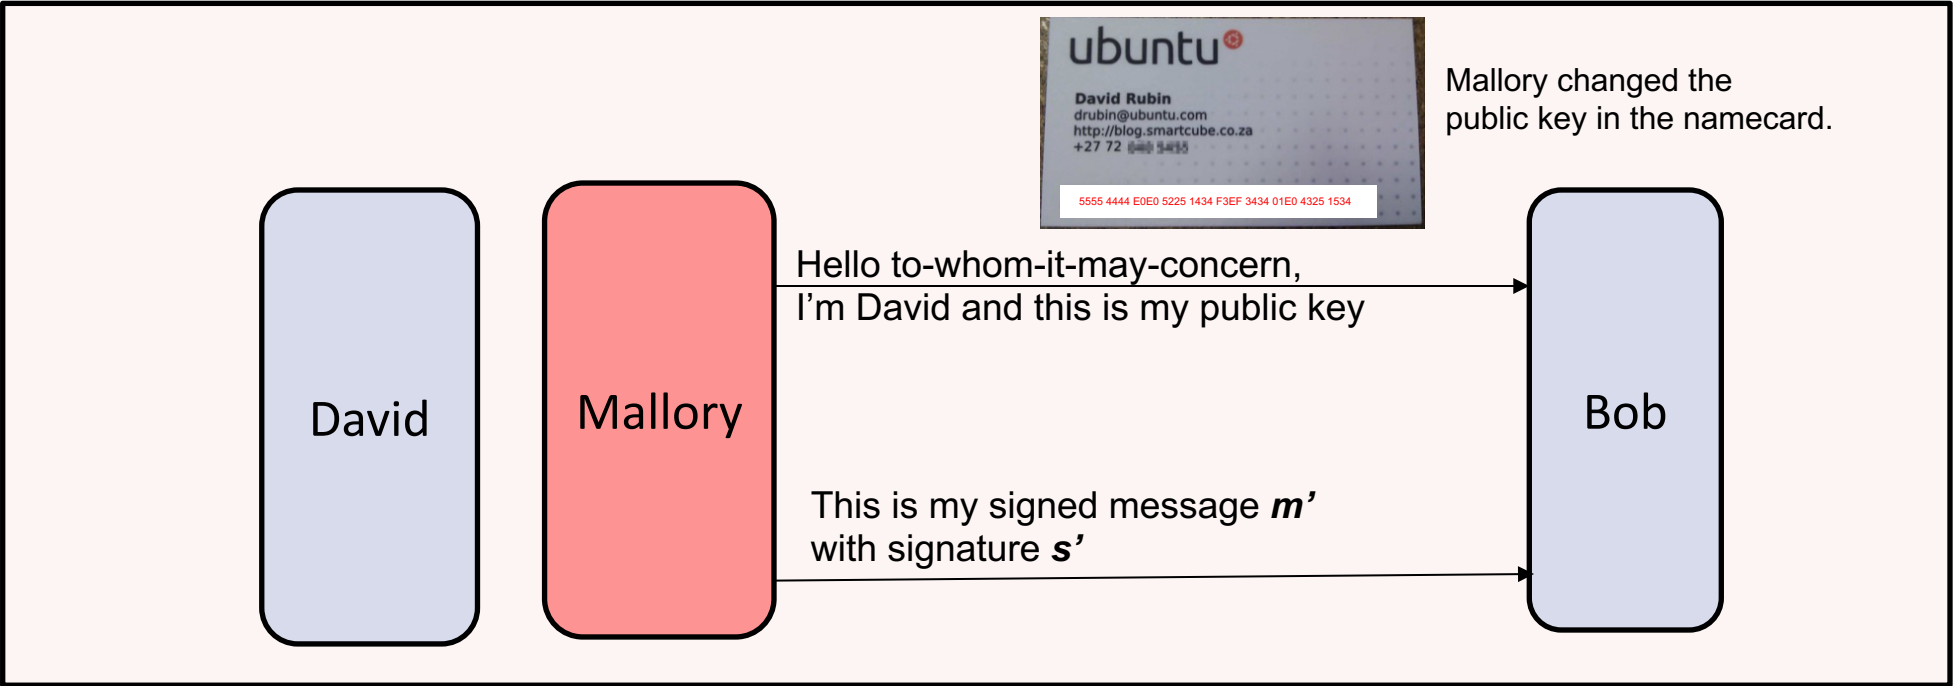 ubuntu
David Rubin
drubin@ubuntu.com
http://blog.smartcube.co.za
+27 72
5555 4444 E0E0 5225 1434 F3EF 3434 01E0 4325 1534
Mallory changed the
public key in the namecard.
Hello to-whom-it-may-concern,
I’m David and this is my public key
David
Mallory
Bob
This is my signed message m’
with signature s’